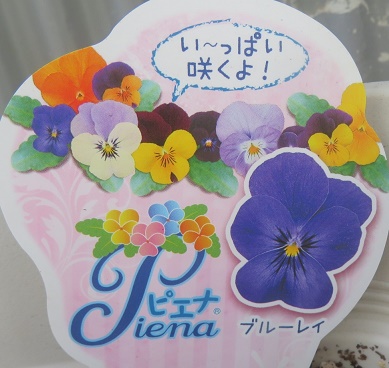 い〜っぱい
咲くよ！
ピエナ®
Piena
ブルーレイ